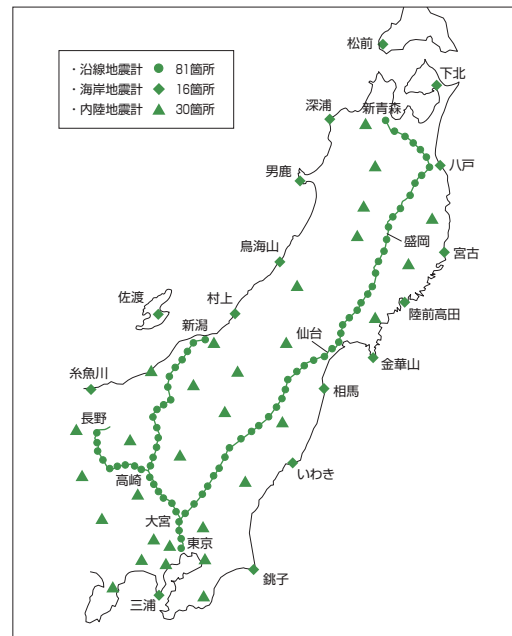 ・沿線地震計 ● 81箇所
・海岸地震計 ◆ 16箇所
・内陸地震計 ▲ 30箇所
松前
下北
深浦
新青森
八戸
男鹿
盛岡
宮古
鳥海山
佐渡
村上
陸前高田
新潟
仙台
金華山
糸魚川
相馬
長野
いわき
高崎
大宮
東京
銚子
三浦